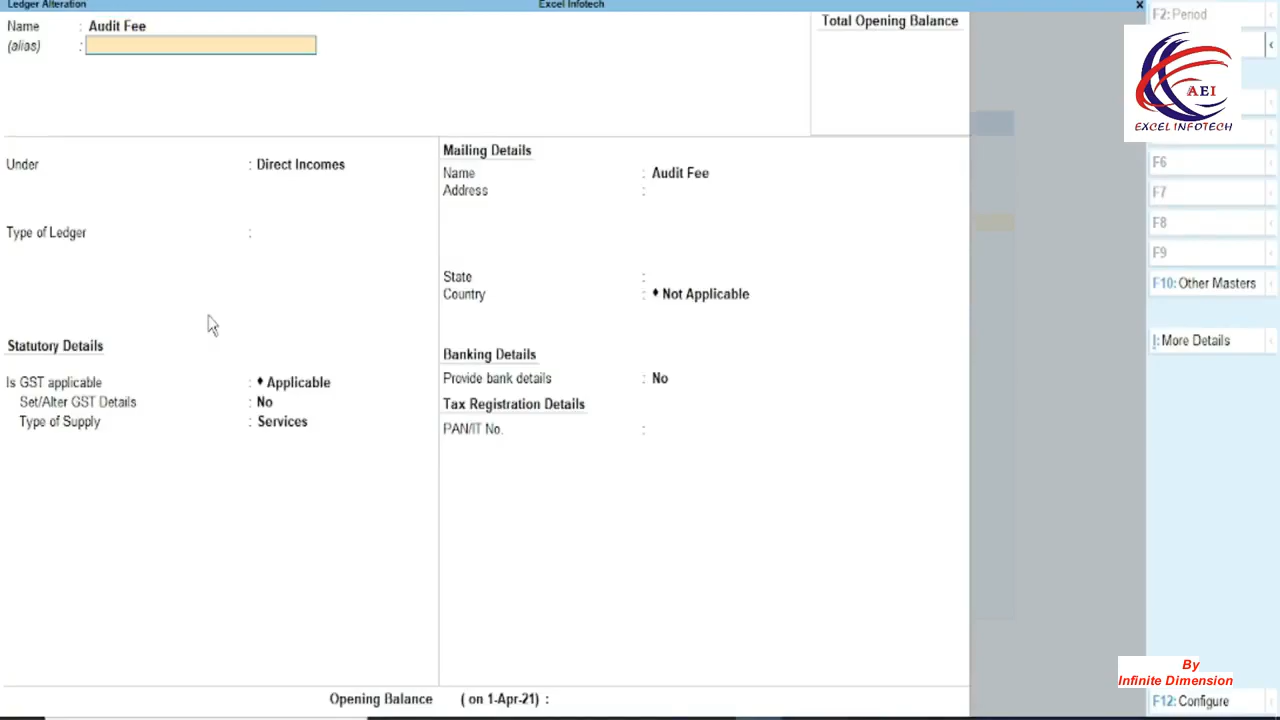 Ledger Alteration
Excel Infotech
Name : Audit Fee
(alias) :
Total Opening Balance
Under : Direct Incomes
Type of Ledger :
Statutory Details
Is GST applicable : ♦ Applicable
Set/Alter GST Details : No
Type of Supply : Services
Mailing Details
Name : Audit Fee
Address :
State :
Country : ♦ Not Applicable
Banking Details
Provide bank details : No
Tax Registration Details
PAN/IT No. :
Opening Balance ( on 1-Apr-21) :
F2: Period
AEI
EXCEL INFOTECH
F6
F7
F8
F9
F10: Other Masters
I: More Details
By
Infinite Dimension
F12: Configure